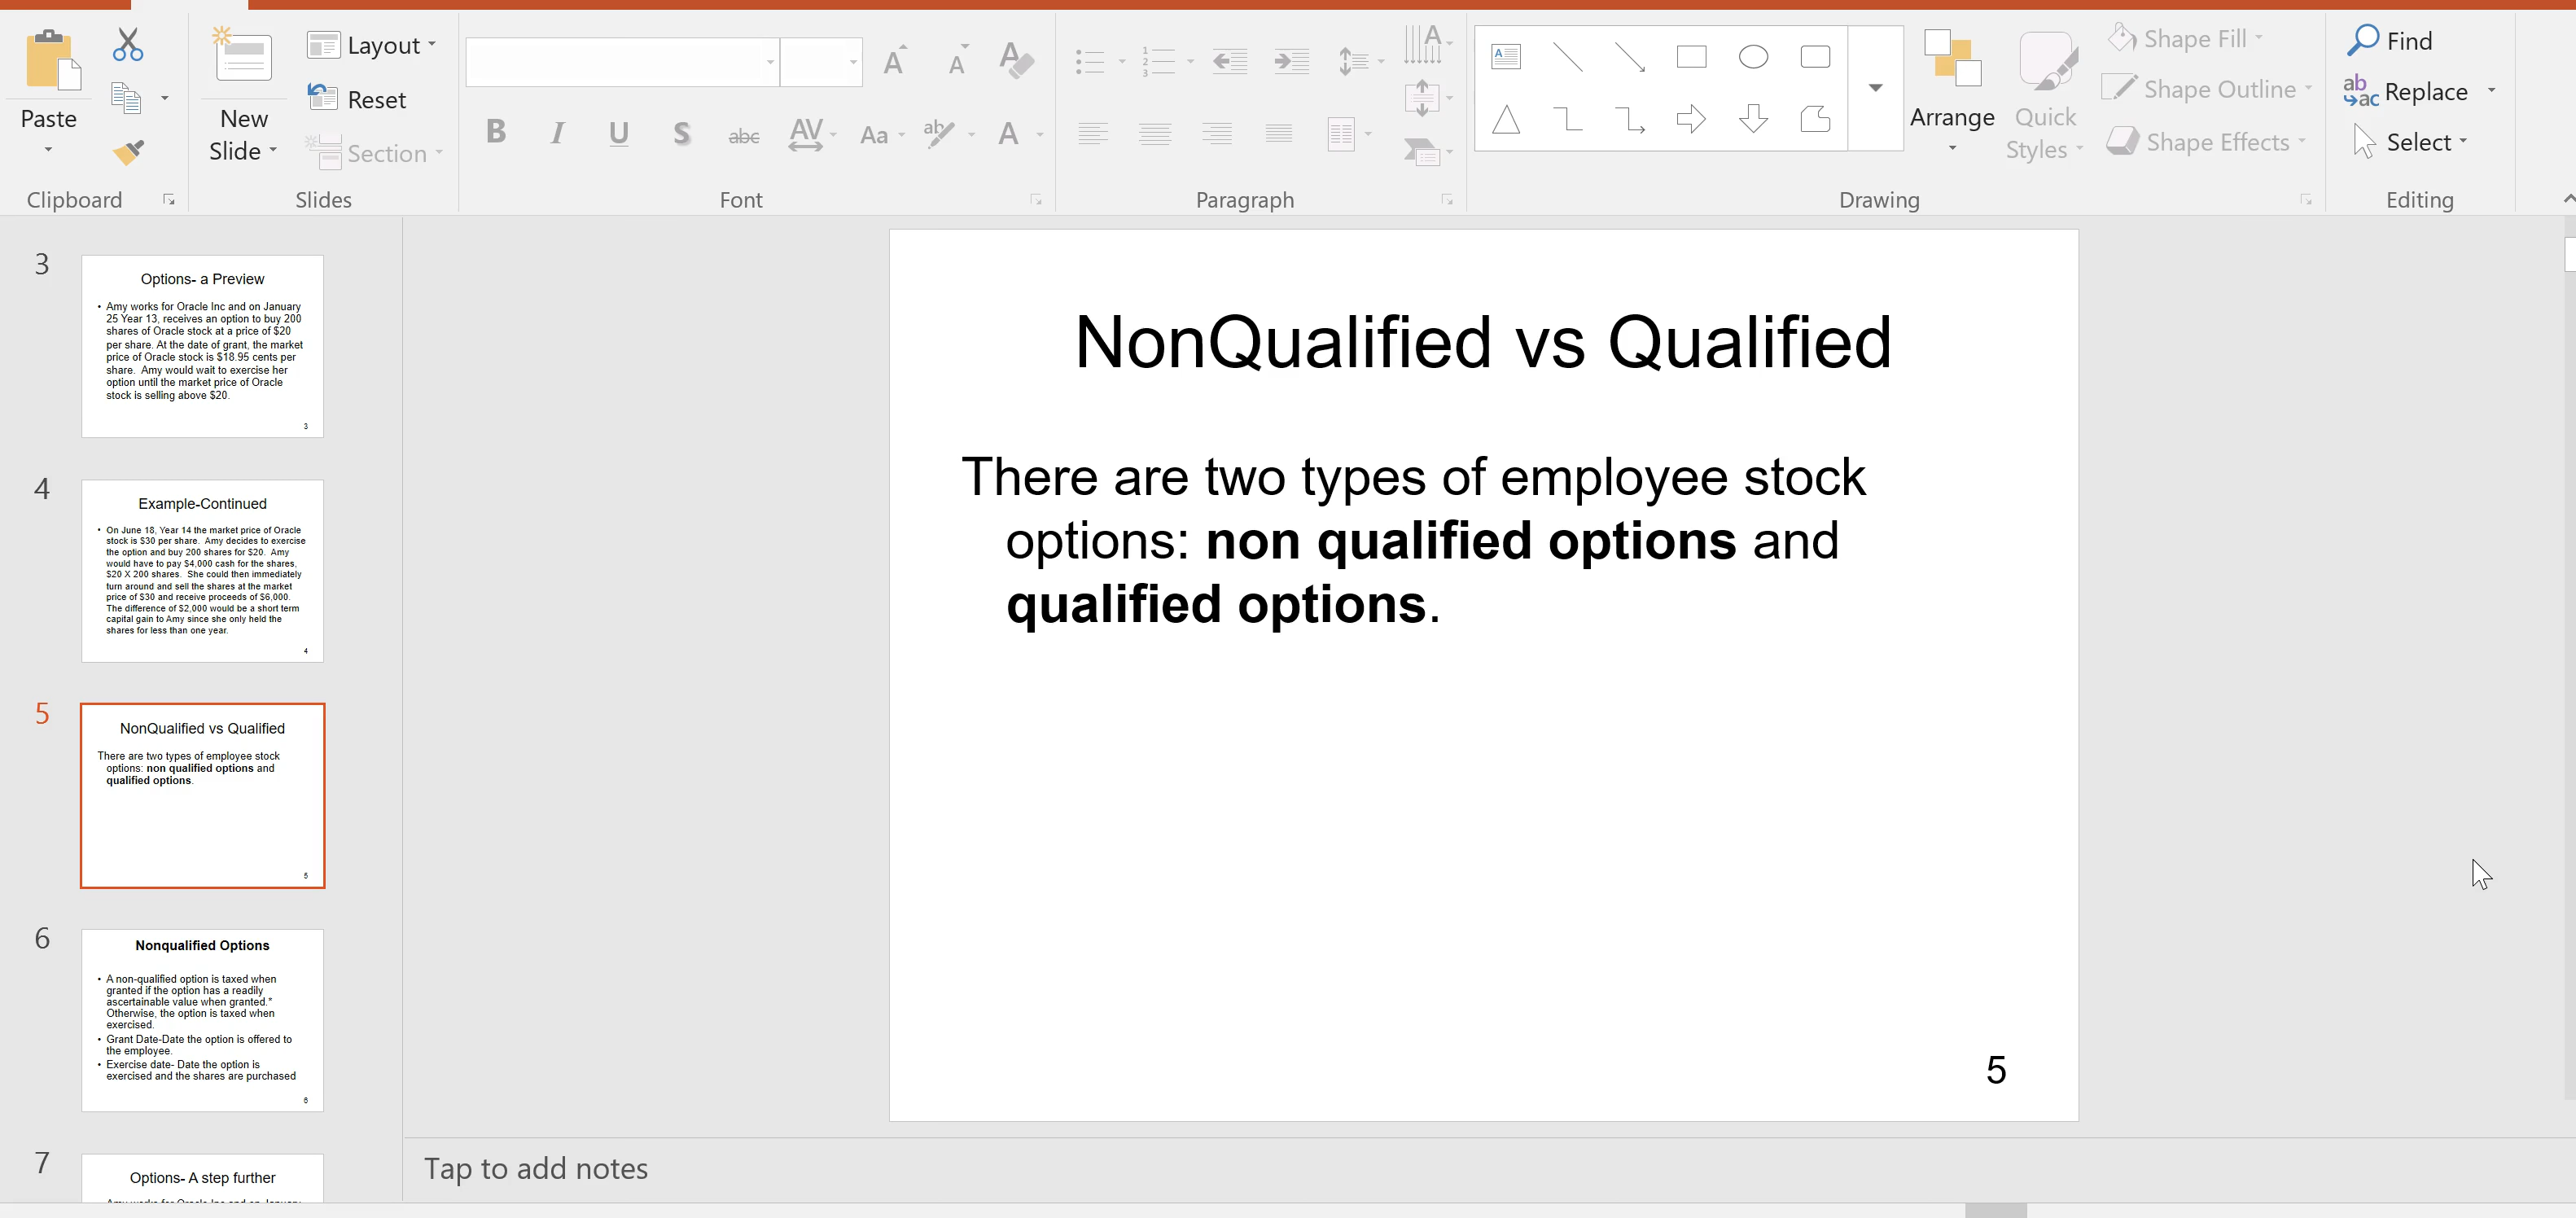 Paste
Clipboard
New
Slide
Layout
Reset
Section
Slides
B I U S abc AV Aa ab A
Font
Paragraph
Arrange
Quick
Styles
Shape Fill
Shape Outline
Shape Effects
Drawing
Find
Replace
Select
Editing
3
Options- a Preview
• Amy works for Oracle Inc and on January
25 Year 13, receives an option to buy 200
shares of Oracle stock at a price of $20
per share. At the date of grant, the market
price of Oracle stock is $18.95 cents per
share. Amy would wait to exercise her
option until the market price of Oracle
stock is selling above $20.
3
4
Example-Continued
• On June 18, Year 14 the market price of Oracle
stock is $30 per share. Amy decides to exercise
the option and buy 200 shares for $20. Amy
would have to pay $4,000 cash for the shares,
$20 X 200 shares. She could then immediately
turn around and sell the shares at the market
price of $30 and receive proceeds of $6,000.
The difference of $2,000 would be a short term
capital gain to Amy since she only held the
shares for less than one year.
4
5
NonQualified vs Qualified
There are two types of employee stock
options: non qualified options and
qualified options.
5
6
Nonqualified Options
• A non-qualified option is taxed when
granted if the option has a readily
ascertainable value when granted.*
Otherwise, the option is taxed when
exercised.
• Grant Date-Date the option is offered to
the employee.
• Exercise date- Date the option is
exercised and the shares are purchased
6
7
Options- A step further
NonQualified vs Qualified
There are two types of employee stock
options: non qualified options and
qualified options.
5
Tap to add notes